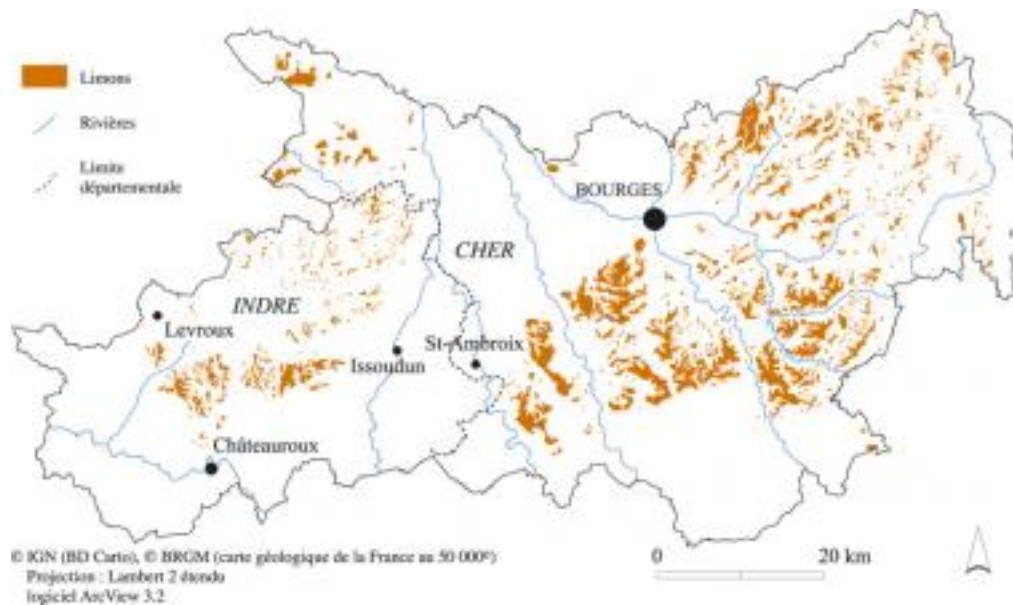 Limons
Rivières
Limite
départementale
BOURGES
CHER
INDRE
Levroux
Issoudun
St-Ambroix
Châteauroux
© IGN (BD Carto), © BRGM (carte géologique de la France au 50 000º)
Projection : Lambert 2 étendu
logiciel ArcView 3.2
0 20 km